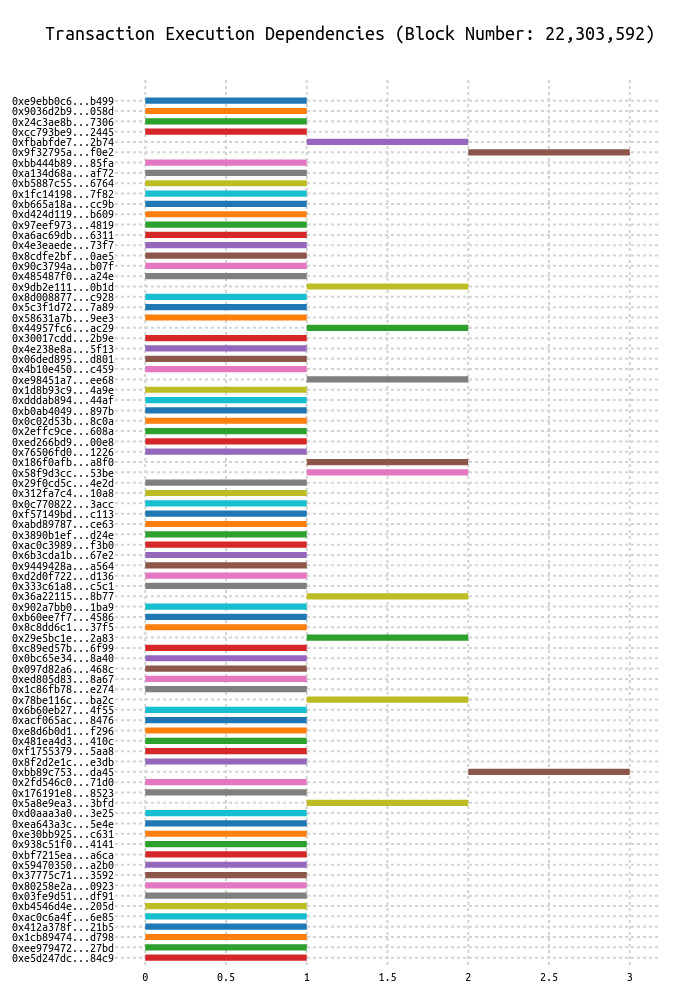 Transaction Execution Dependencies (Block Number: 22,303,592)
0xe9ebb0c6...b499
0x9036d2b9...058d
0x24c3ae8b...7306
0xcc793be9...2445
0xfbabfde7...2b74
0x9f32795a...f0e2
0xbb444b89...85fa
0xa134d68a...af72
0xb5887c55...6764
0x1fc14198...7f82
0xb665a18a...cc9b
0xd424d119...b609
0x97eef973...4819
0xa6ac69db...6311
0x4e3eaede...73f7
0x8cdfe2bf...0ae5
0x90c3794a...b07f
0x485487f0...a24e
0x9db2e111...0b1d
0x8d008877...c928
0x5c3f1d72...7a89
0x58631a7b...9ee3
0x44957fc6...ac29
0x30017cdd...2b9e
0x4e238e8a...5f13
0x06ded895...d801
0x4b10e450...c459
0xe98451a7...ee68
0x1d8b93c9...4a9e
0xdddab894...44af
0xb0ab4049...897b
0x0c02d53b...8c0a
0x2effc9ce...608a
0xed266bd9...00e8
0x76506fd0...1226
0x186f0afb...a8f0
0x58f9d3cc...53be
0x29f0cd5c...4e2d
0x312fa7c4...10a8
0x0c770822...3acc
0xf57149bd...c113
0xabd89787...ce63
0x3890b1ef...d24e
0xac0c3989...f3b0
0x6b3cda1b...67e2
0x9449428a...a564
0xd2d0f722...d136
0x333c61a8...c5c1
0x36a22115...8b77
0x902a7bb0...1ba9
0xb60ee7f7...4586
0x8c8dd6c1...37f5
0x29e5bc1e...2a83
0xc89ed57b...6f99
0x0bc65e34...8a40
0x097d82a6...468c
0xed805d83...8a67
0x1c86fb78...e274
0x78be116c...ba2c
0x6b60eb27...4f55
0xacf065ac...8476
0xe8d6b0d1...f296
0x481ea4d3...410c
0xf1755379...5aa8
0x8f2d2e1c...e3db
0xbb89c753...da45
0x2fd546c0...71d0
0x176191e8...8523
0x5a8e9ea3...3bfd
0xd0aaa3a0...3e25
0xea643a3c...5e4e
0xe30bb925...c631
0x938c51f0...4141
0xbf7215ea...a6ca
0x59470350...a2b0
0x37775c71...3592
0x80258e2a...0923
0x03fe9d51...df91
0xb4546d4e...205d
0xac0c6a4f...6e85
0x412a378f...21b5
0x1cb89474...d798
0xee979472...27bd
0xe5d247dc...84c9
0 0.5 1 1.5 2 2.5 3